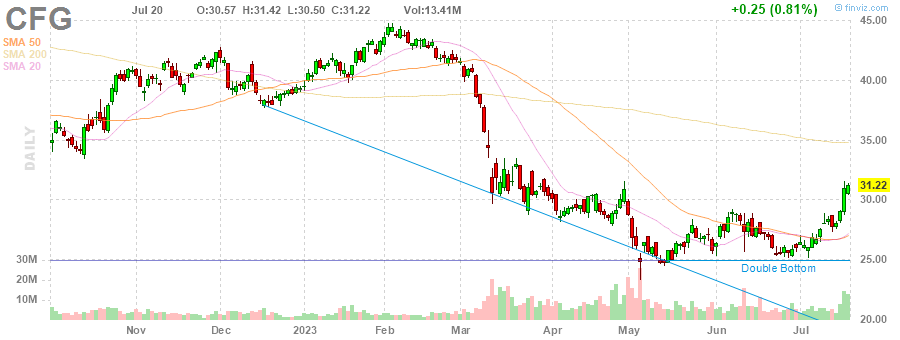 CFG Jul 20 O:30.57 H:31.42 L:30.50 C:31.22 Vol:13.41M +0.25 (0.81%) © finviz.com
SMA 50
SMA 200
SMA 20
DAILY
45.00
40.00
35.00
31.22
30.00
30M 25.00
Double Bottom
20M
10M
20.00
Nov Dec 2023 Feb Mar Apr May Jun Jul